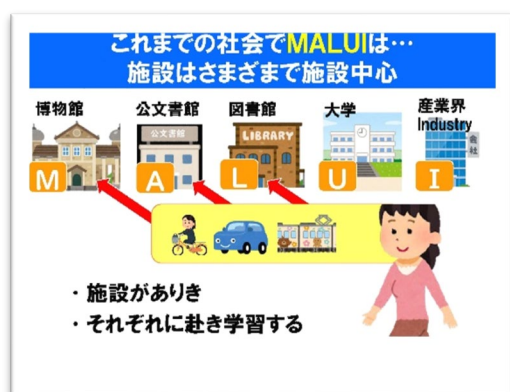 これまでの社会でMALUIは…
施設はさまざまで施設中心
博物館
公文書館
図書館
大学
産業界
Industry
公文書館
LIBRARY
会社
M
A
L
U
I
・施設がありき
・それぞれに赴き学習する